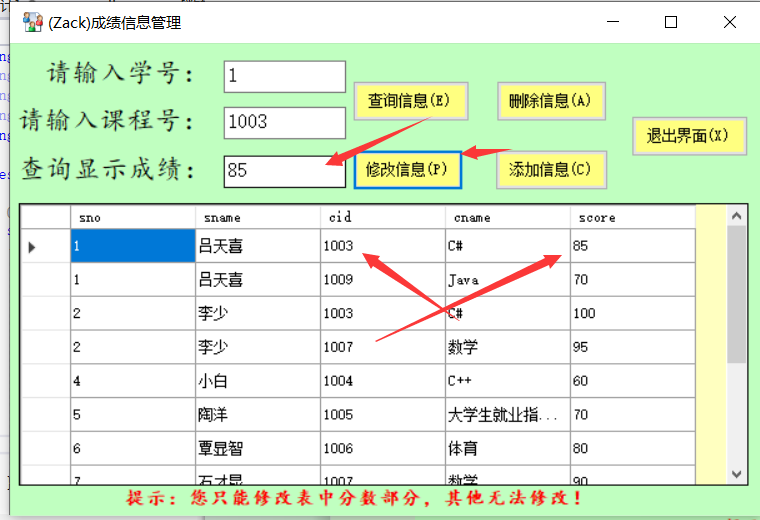 (Zack)成绩信息管理
请输入学号： 1
查询信息(E) 删除信息(A)
请输入课程号： 1003
退出界面(X)
查询显示成绩： 85
修改信息(P) 添加信息(C)
sno sname cid cname score
1 吕天喜 1003 C# 85
1 吕天喜 1009 Java 70
2 李少 1003 C# 100
2 李少 1007 数学 95
4 小白 1004 C++ 60
5 陶洋 1005 大学生就业指... 70
6 覃显智 1006 体育 80
7 1007 数学 90
提示：您只能修改表中分数部分，其他无法修改！